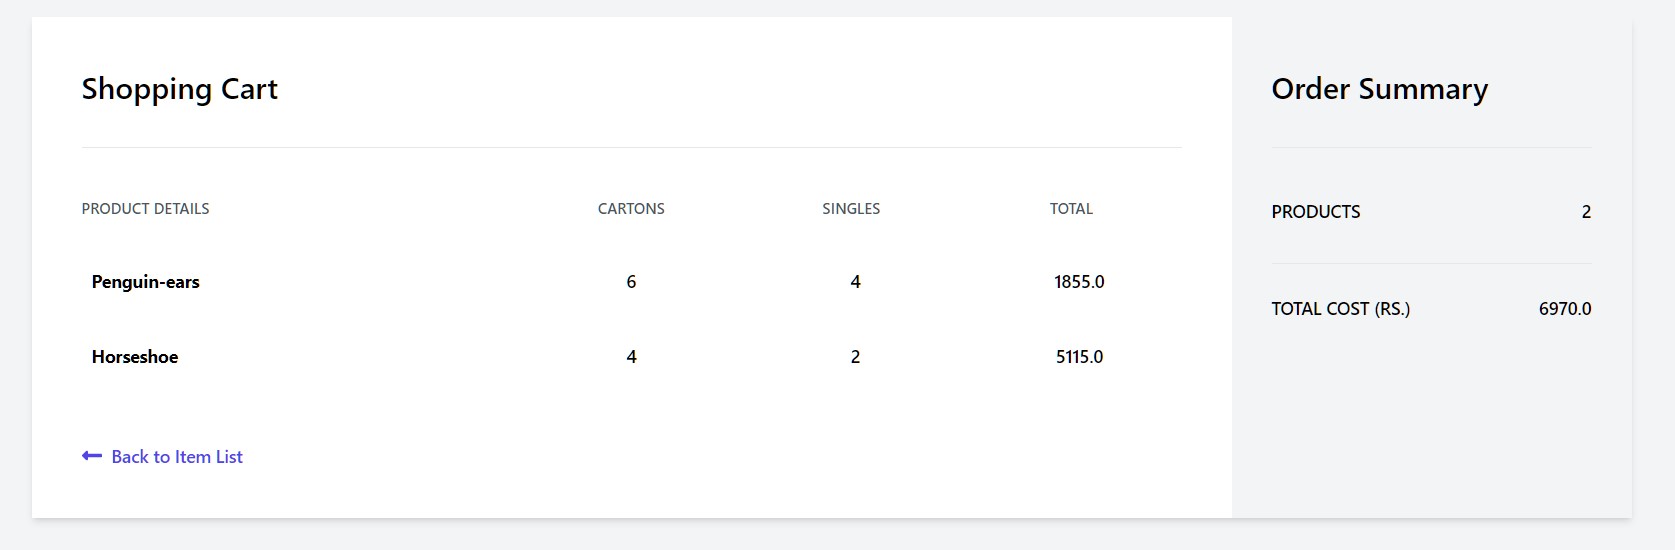 Shopping Cart
PRODUCT DETAILS CARTONS SINGLES TOTAL
Penguin-ears 6 4 1855.0
Horseshoe 4 2 5115.0
Back to Item List
Order Summary
PRODUCTS 2
TOTAL COST (RS.) 6970.0